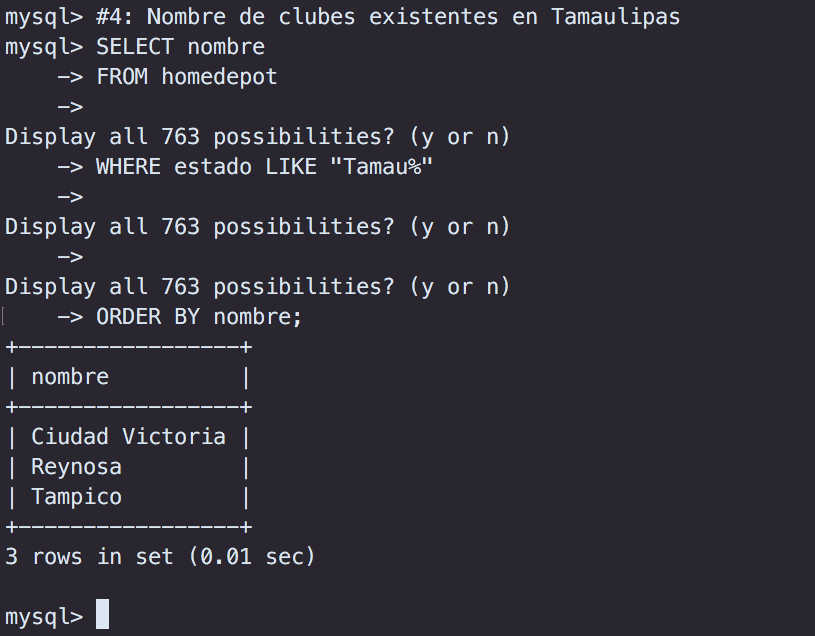 mysql> #4: Nombre de clubes existentes en Tamaulipas
mysql> SELECT nombre
    -> FROM homedepot
    ->
Display all 763 possibilities? (y or n)
    -> WHERE estado LIKE "Tamau%"
    ->
Display all 763 possibilities? (y or n)
    ->
Display all 763 possibilities? (y or n)
[    -> ORDER BY nombre;
+-----------------+
| nombre          |
+-----------------+
| Ciudad Victoria |
| Reynosa         |
| Tampico         |
+-----------------+
3 rows in set (0.01 sec)
mysql>